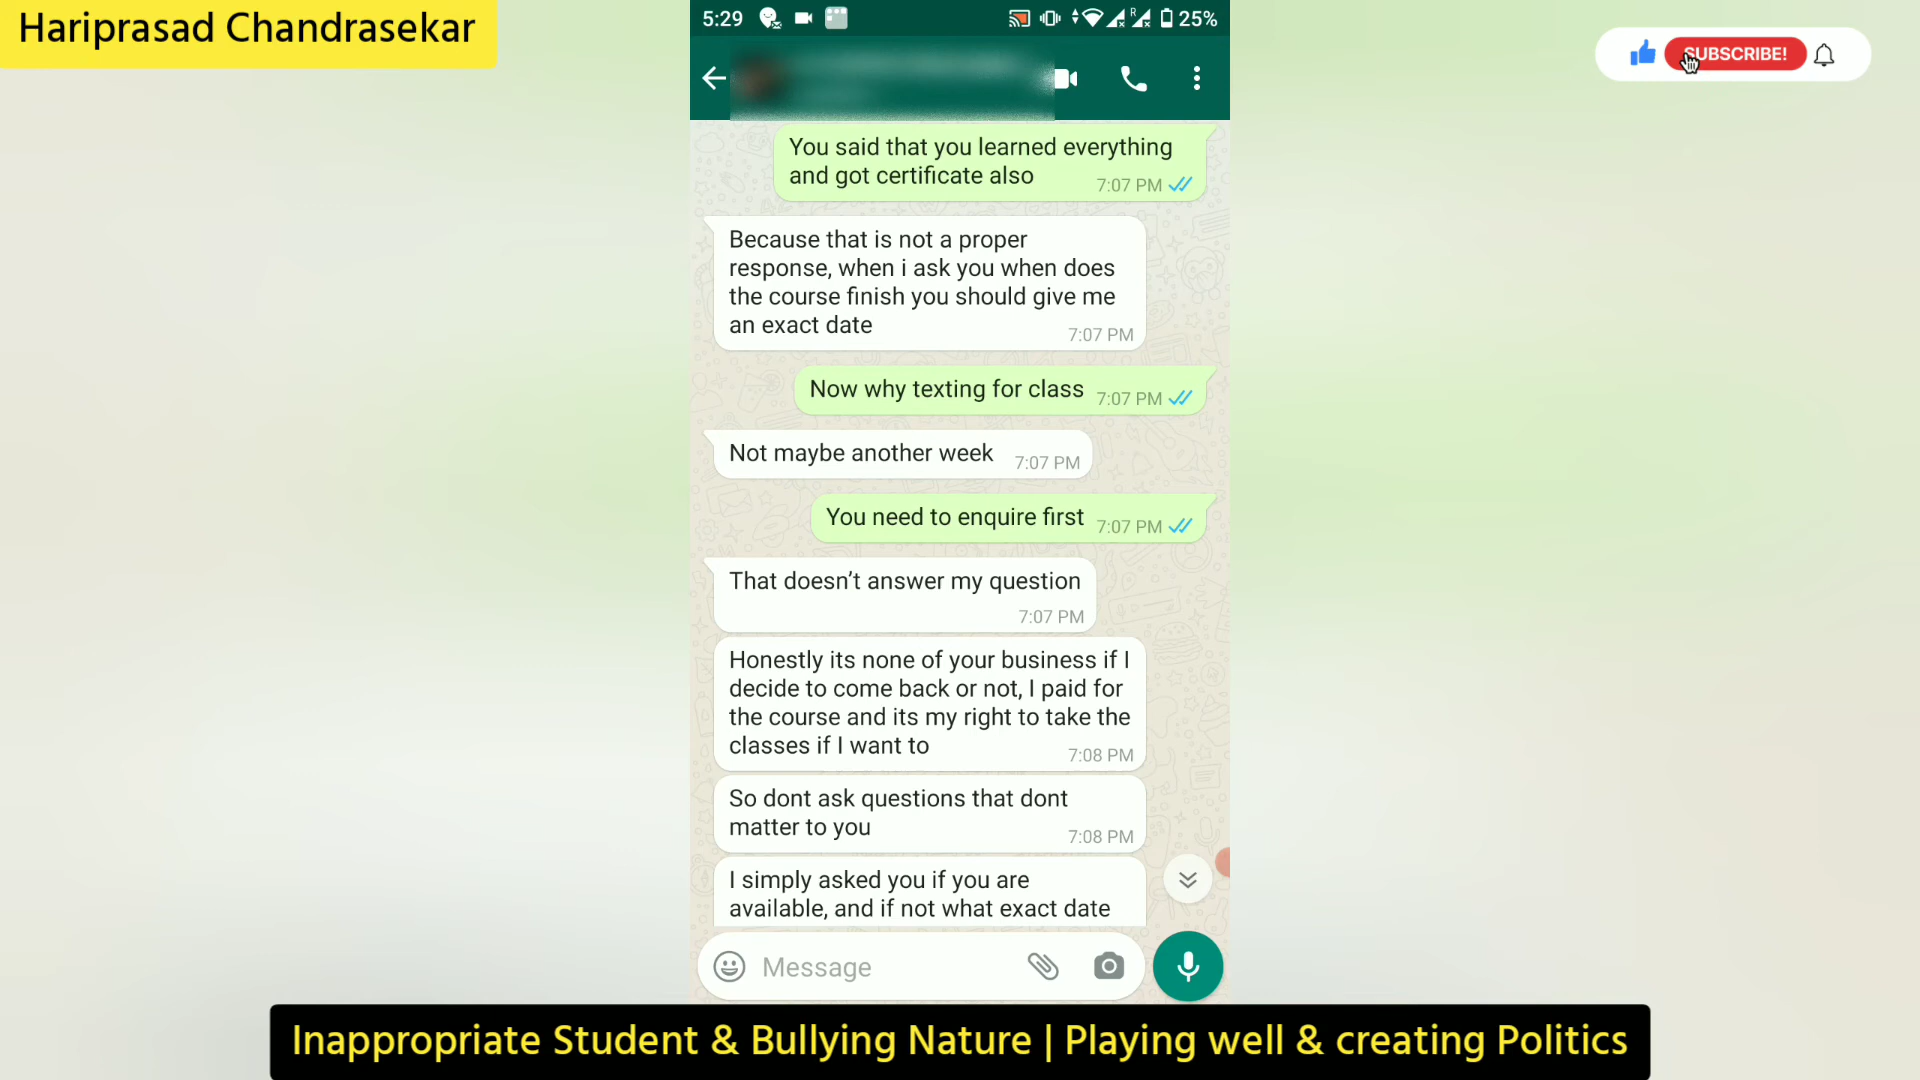 Hariprasad Chandrasekar
5:29
R
25%
SUBSCRIBE!
You said that you learned everything
and got certificate also
7:07 PM
Because that is not a proper
response, when i ask you when does
the course finish you should give me
an exact date
7:07 PM
Now why texting for class
7:07 PM
Not maybe another week
7:07 PM
You need to enquire first
7:07 PM
That doesn’t answer my question
7:07 PM
Honestly its none of your business if I
decide to come back or not, I paid for
the course and its my right to take the
classes if I want to
7:08 PM
So dont ask questions that dont
matter to you
7:08 PM
I simply asked you if you are
available, and if not what exact date
Message
Inappropriate Student & Bullying Nature | Playing well & creating Politics